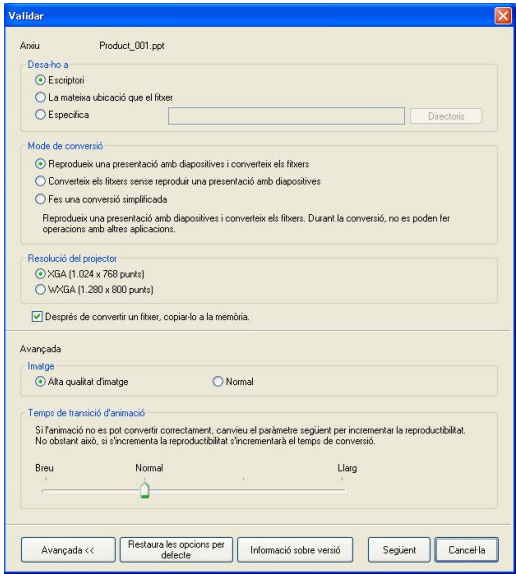 Validar
Arxiu Product_001.ppt
Desa-ho a
Escriptori
La mateixa ubicació que el fitxer
Especifica Directoris
Mode de conversió
Reprodueix una presentació amb diapositives i converteix els fitxers
Converteix els fitxers sense reproduir una presentació amb diapositives
Fes una conversió simplificada
Reprodueix una presentació amb diapositives i converteix els fitxers. Durant la conversió, no es poden fer
operacions amb altres aplicacions.
Resolució del projector
XGA (1.024 x 768 punts)
WXGA (1.280 x 800 punts)
Després de convertir un fitxer, copiar-lo a la memòria.
Avançada
Imatge
Alta qualitat d'imatge Normal
Temps de transició d'animació
Si l'animació no es pot convertir correctament, canvieu el paràmetre següent per incrementar la reproductibilitat.
No obstant això, si s'incrementa la reproductibilitat s'incrementarà el temps de conversió.
Breu Normal Llarg
Avançada << Restaura les opcions per Informació sobre versió Següent Cancel·la
defecte